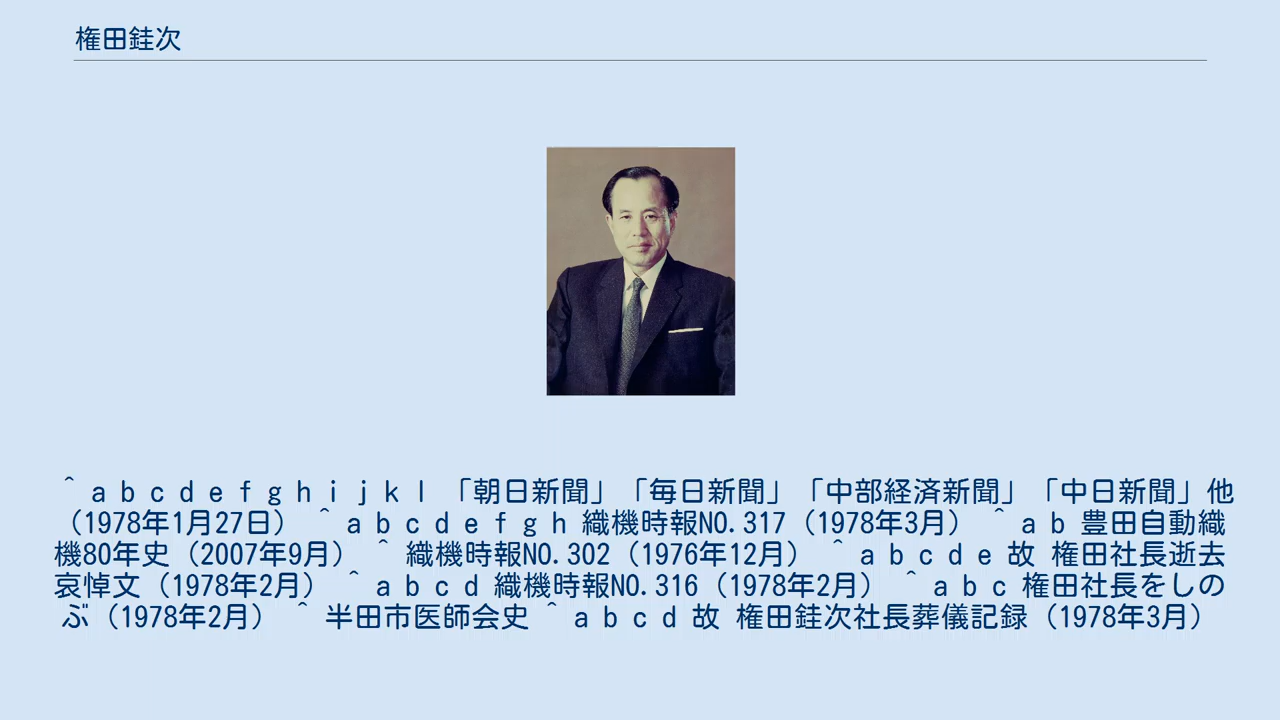 権田銈次
^ a b c d e f g h i j k l 「朝日新聞」「毎日新聞」「中部経済新聞」「中日新聞」他
（1978年1月27日） ^ a b c d e f g h 織機時報NO.317（1978年3月） ^ a b 豊田自動織
機80年史（2007年9月） ^ 織機時報NO.302（1976年12月） ^ a b c d e 故 権田社長逝去
哀悼文（1978年2月） ^ a b c d 織機時報NO.316（1978年2月） ^ a b c 権田社長をしの
ぶ（1978年2月） ^ 半田市医師会史 ^ a b c d 故 権田銈次社長葬儀記録（1978年3月）